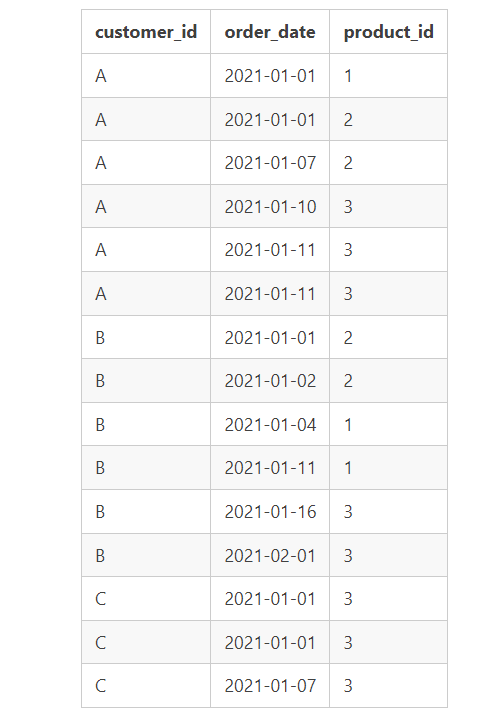 customer_id order_date product_id
A 2021-01-01 1
A 2021-01-01 2
A 2021-01-07 2
A 2021-01-10 3
A 2021-01-11 3
A 2021-01-11 3
B 2021-01-01 2
B 2021-01-02 2
B 2021-01-04 1
B 2021-01-11 1
B 2021-01-16 3
B 2021-02-01 3
C 2021-01-01 3
C 2021-01-01 3
C 2021-01-07 3